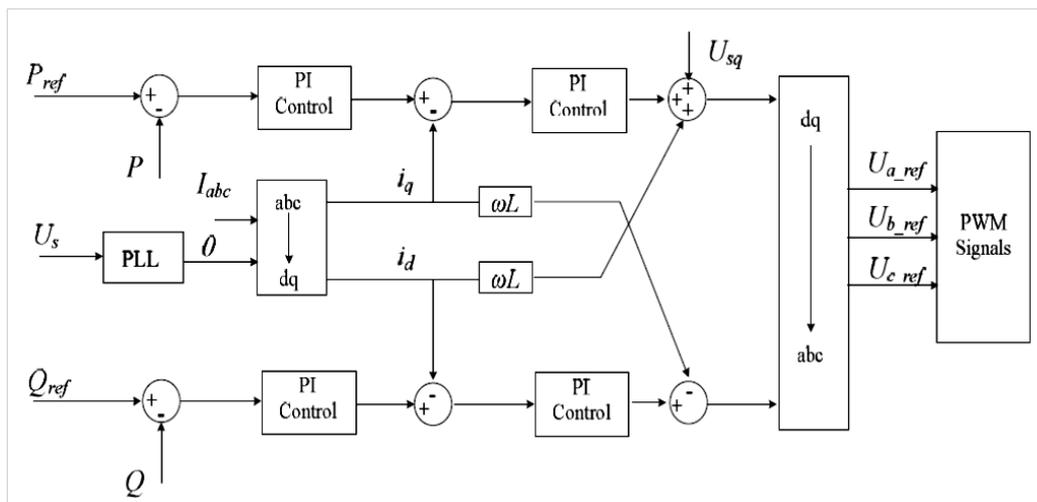 P_ref
+
-
P
PI
Control
+
-
PI
Control
U_sq
+
+
+
dq
abc
U_a_ref
U_b_ref
U_c_ref
PWM
Signals
I_abc
abc
dq
i_q
ωL
U_s
PLL
θ
i_d
ωL
Q_ref
+
-
Q
PI
Control
-
+
PI
Control
-
+